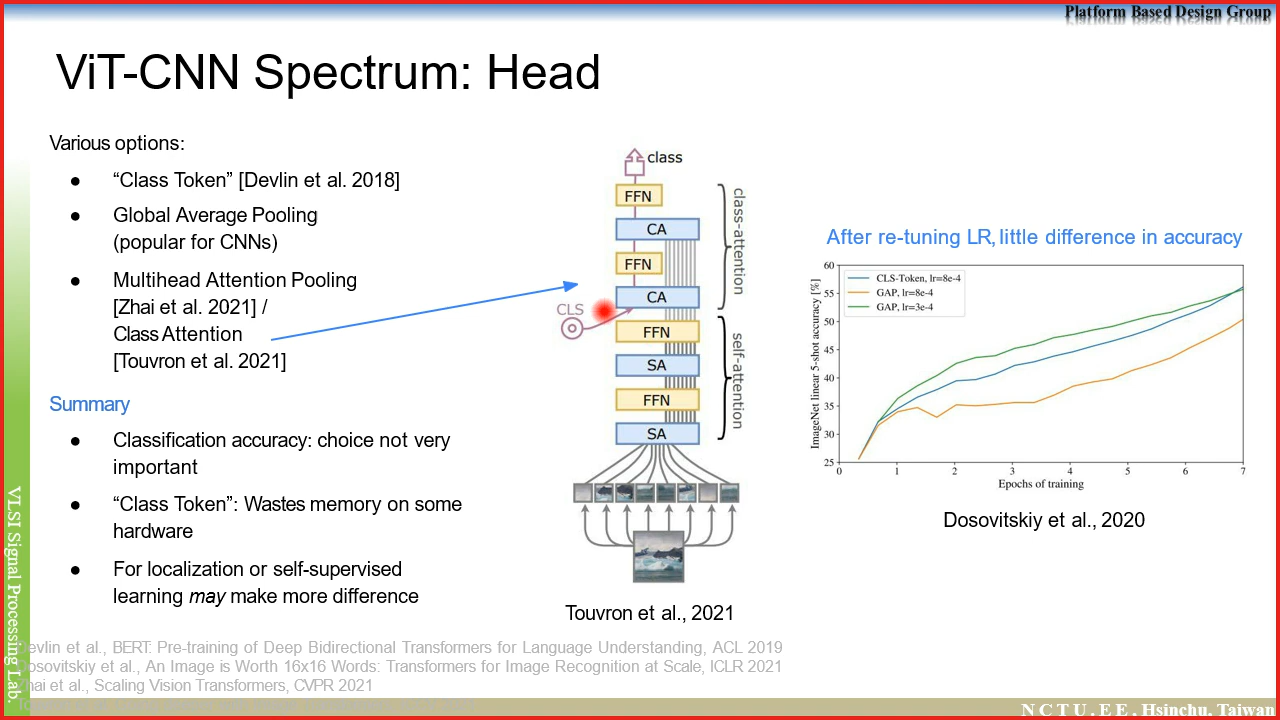 Platform Based Design Group
ViT-CNN Spectrum: Head
Various options:
● “Class Token” [Devlin et al. 2018]
● Global Average Pooling
(popular for CNNs)
● Multihead Attention Pooling
[Zhai et al. 2021] /
Class Attention
[Touvron et al. 2021]
Summary
● Classification accuracy: choice not very
important
● “Class Token”: Wastes memory on some
hardware
● For localization or self-supervised
learning may make more difference
class
FFN
CA
FFN
CA
CLS
FFN
SA
FFN
SA
class-attention
self-attention
Touvron et al., 2021
After re-tuning LR, little difference in accuracy
CLS-Token, lr=8e-4
GAP, lr=8e-4
GAP, lr=3e-4
ImageNet linear 5-shot accuracy [%]
60
55
50
45
40
35
30
25
0 1 2 3 4 5 6 7
Epochs of training
Dosovitskiy et al., 2020
Devlin et al., BERT: Pre-training of Deep Bidirectional Transformers for Language Understanding, ACL 2019
Dosovitskiy et al., An Image is Worth 16x16 Words: Transformers for Image Recognition at Scale, ICLR 2021
Zhai et al., Scaling Vision Transformers, CVPR 2021
VLSI Signal Processing Lab.
N C T U . E E . Hsinchu, Taiwan